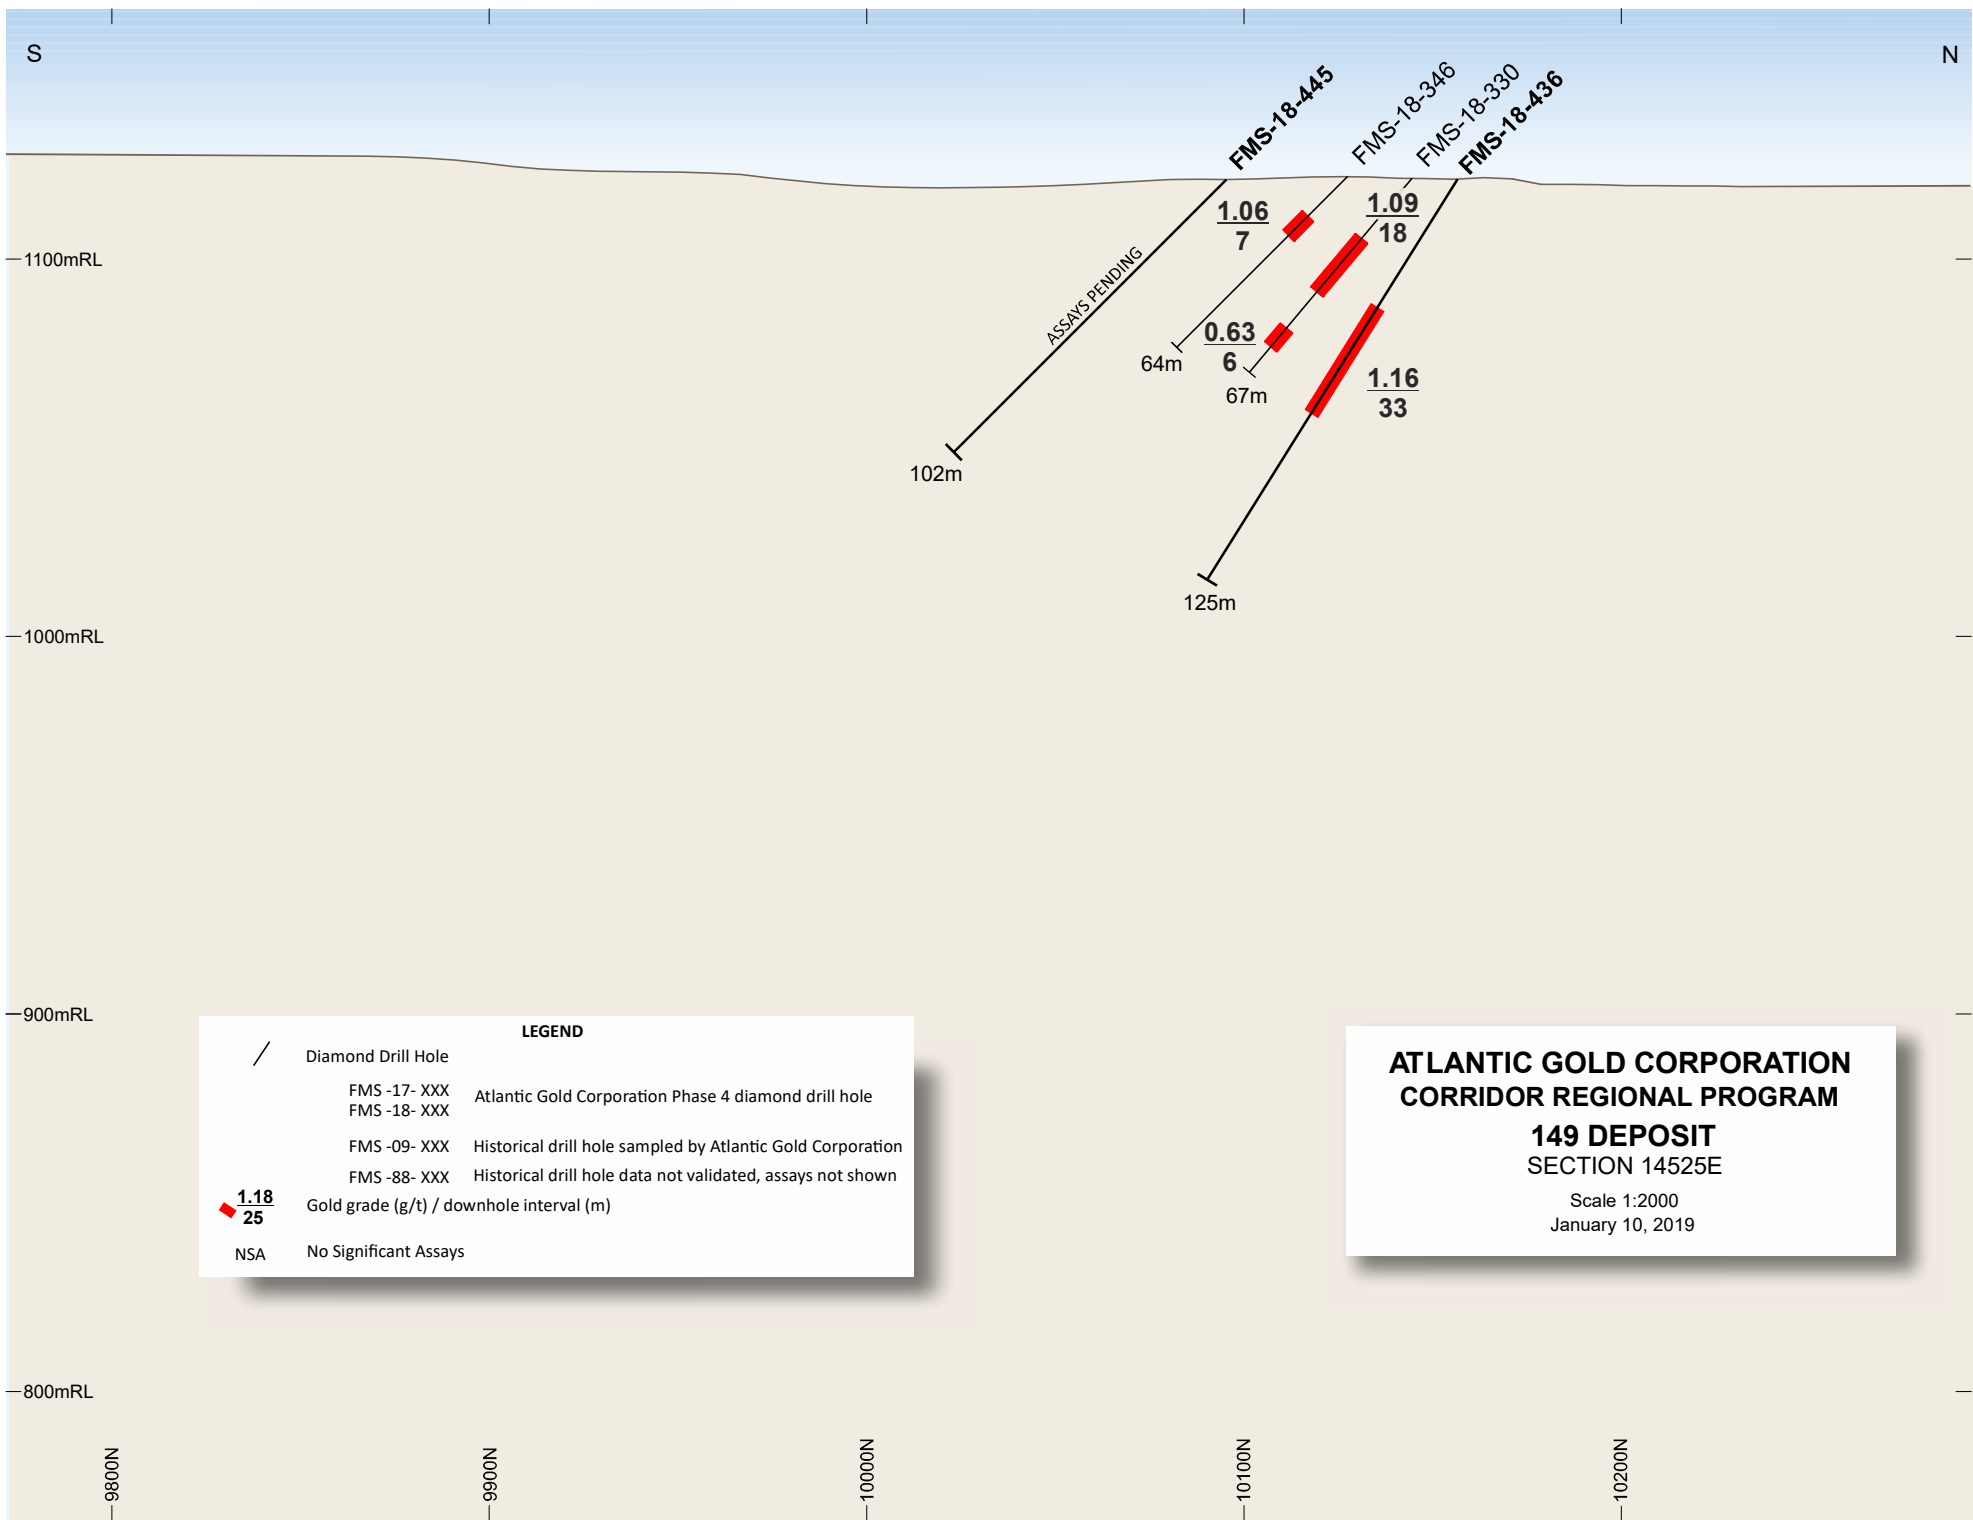 S
N
FMS-18-445
FMS-18-346
FMS-18-330
FMS-18-436
1.06
7
1.09
18
1100mRL
ASSAYS PENDING
0.63
6
64m
67m
1.16
33
102m
125m
1000mRL
900mRL
LEGEND
Diamond Drill Hole
FMS -17- XXX
FMS -18- XXX
Atlantic Gold Corporation Phase 4 diamond drill hole
FMS -09- XXX Historical drill hole sampled by Atlantic Gold Corporation
FMS -88- XXX Historical drill hole data not validated, assays not shown
1.18
25
Gold grade (g/t) / downhole interval (m)
NSA No Significant Assays
ATLANTIC GOLD CORPORATION
CORRIDOR REGIONAL PROGRAM
149 DEPOSIT
SECTION 14525E
Scale 1:2000
January 10, 2019
800mRL
9800N
9900N
10000N
10100N
10200N